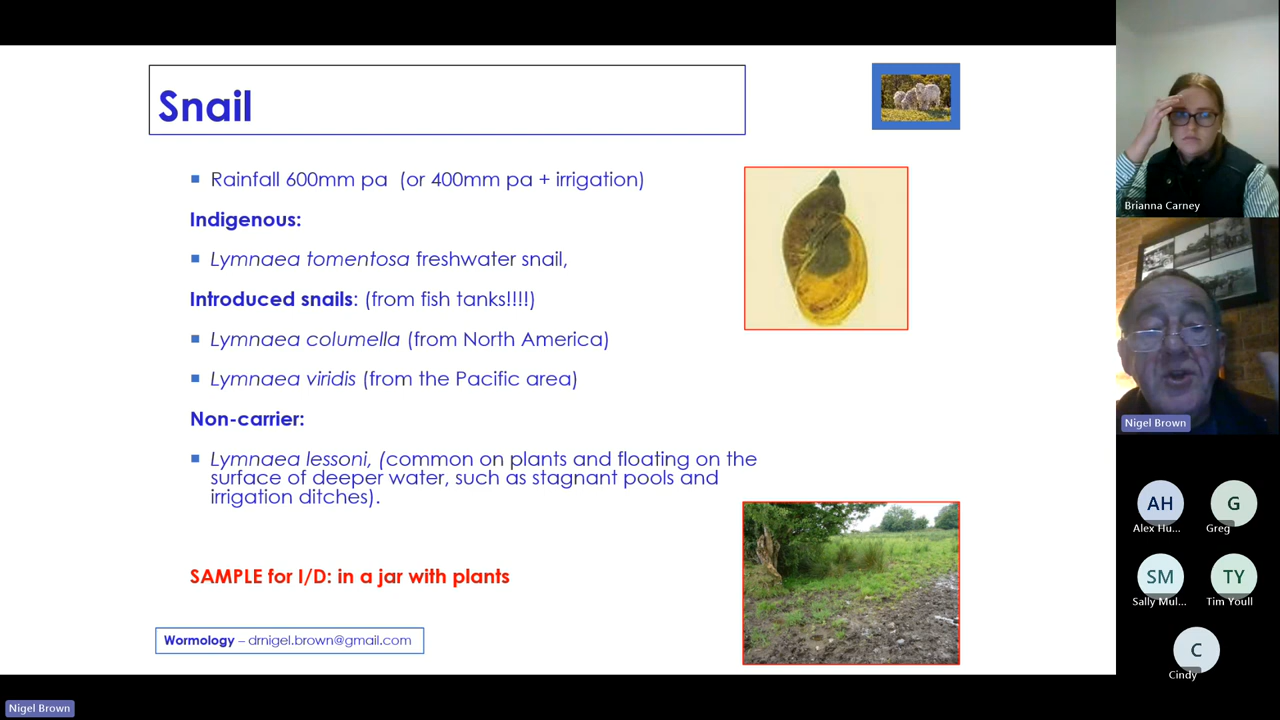 Snail
Rainfall 600mm pa (or 400mm pa + irrigation)
Indigenous:
Lymnaea tomentosa freshwater snail,
Introduced snails: (from fish tanks!!!!)
Lymnaea columella (from North America)
Lymnaea viridis (from the Pacific area)
Non-carrier:
Lymnaea lessoni, (common on plants and floating on the
surface of deeper water, such as stagnant pools and
irrigation ditches).
SAMPLE for I/D: in a jar with plants
Wormology – drnigel.brown@gmail.com
Nigel Brown
Brianna Carney
Nigel Brown
AH
Alex Hu...
G
Greg
SM
Sally Mul...
TY
Tim Youll
C
Cindy